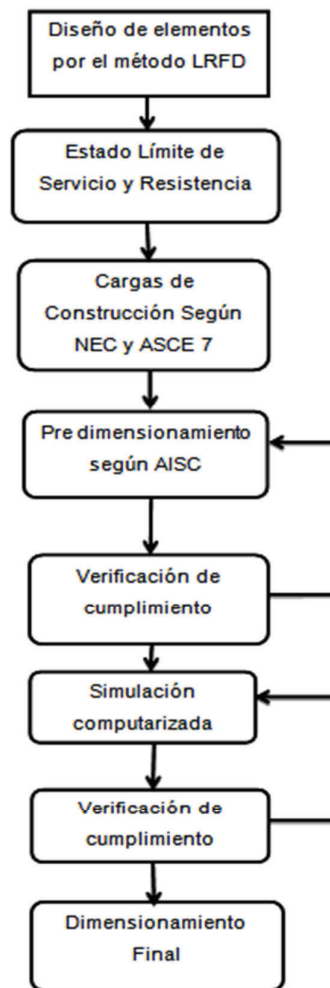 Diseño de elementos
por el método LRFD
Estado Límite de
Servicio y Resistencia
Cargas de
Construcción Según
NEC y ASCE 7
Pre dimensionamiento
según AISC
Verificación de
cumplimiento
Simulación
computarizada
Verificación de
cumplimiento
Dimensionamiento
Final